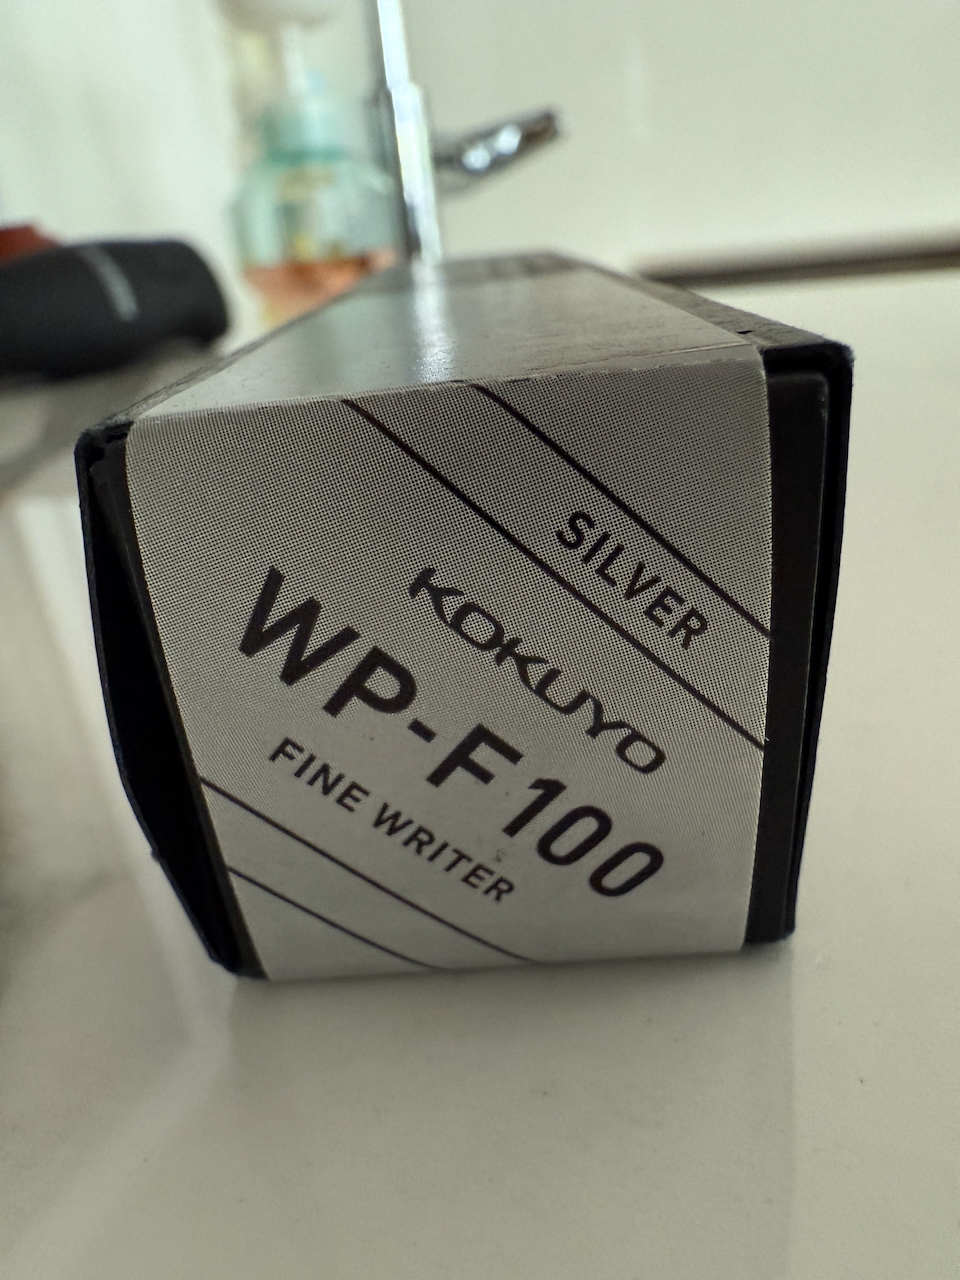 SILVER
KOKUYO
WP-F100
FINE WRITER